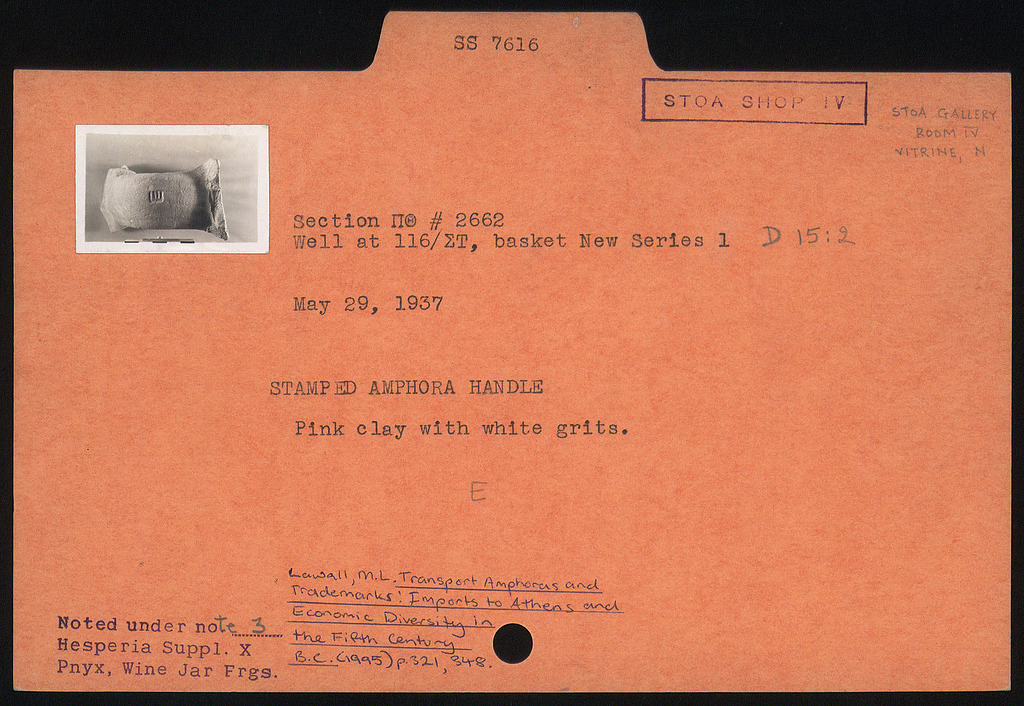 SS 7616
STOA SHOP IV
STOA GALLERY
ROOM IV
VITRINE, N
Section ΠΘ # 2662
Well at 116/ΣΤ, basket New Series 1 D 15:2
May 29, 1937
STAMPED AMPHORA HANDLE
Pink clay with white grits.
E
Lawall, M.L. Transport Amphoras and
Trademarks: Imports to Athens and
Economic Diversity in
the Fifth Century
B.C. (1995) p.321, 348.
Noted under note 3
Hesperia Suppl. X
Pnyx, Wine Jar Frgs.